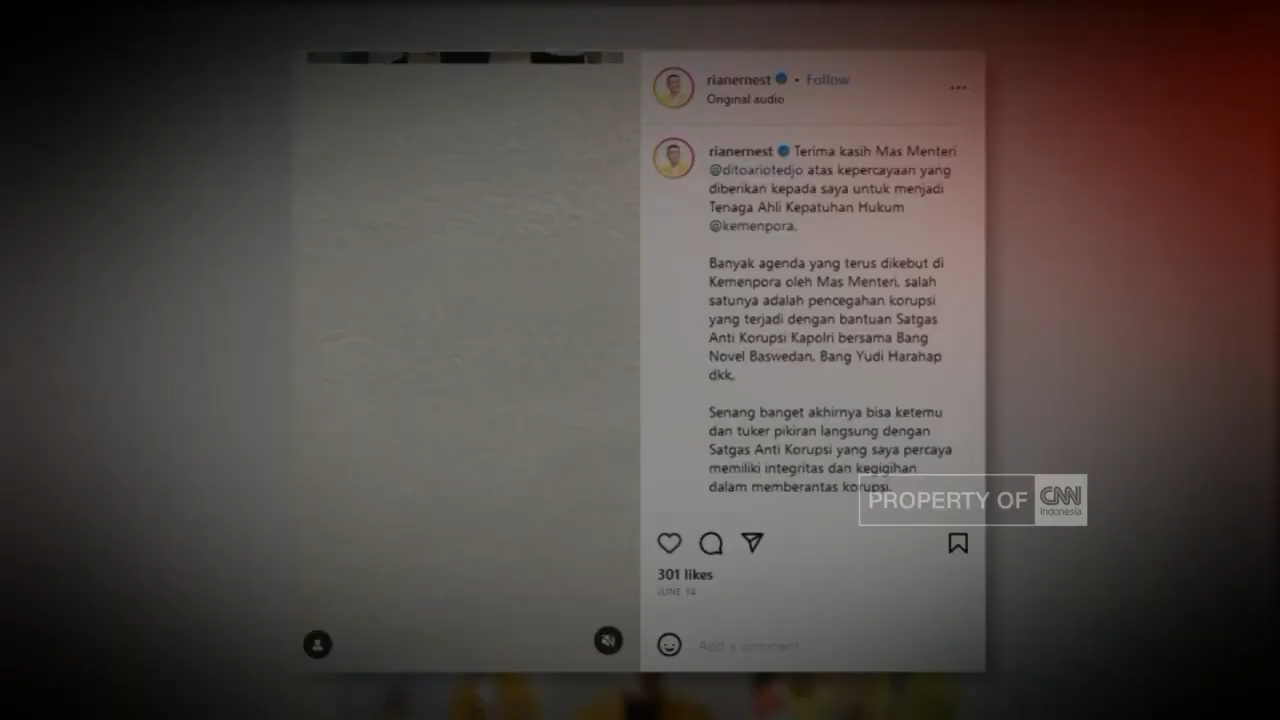 rianernest • Follow
Original audio
rianernest Terima kasih Mas Menteri
@ditoariotedjo atas kepercayaan yang
diberikan kepada saya untuk menjadi
Tenaga Ahli Kepatuhan Hukum
@kemenpora.
Banyak agenda yang terus dikebut di
Kemenpora oleh Mas Menteri, salah
satunya adalah pencegahan korupsi
yang terjadi dengan bantuan Satgas
Anti Korupsi Kapolri bersama Bang
Novel Baswedan, Bang Yudi Harahap
dkk.
Senang banget akhirnya bisa ketemu
dan tuker pikiran langsung dengan
Satgas Anti Korupsi yang saya percaya
memiliki integritas dan kegigihan
dalam memberantas korupsi.
PROPERTY OF CNN Indonesia
301 likes
JUNE 14
Add a comment...